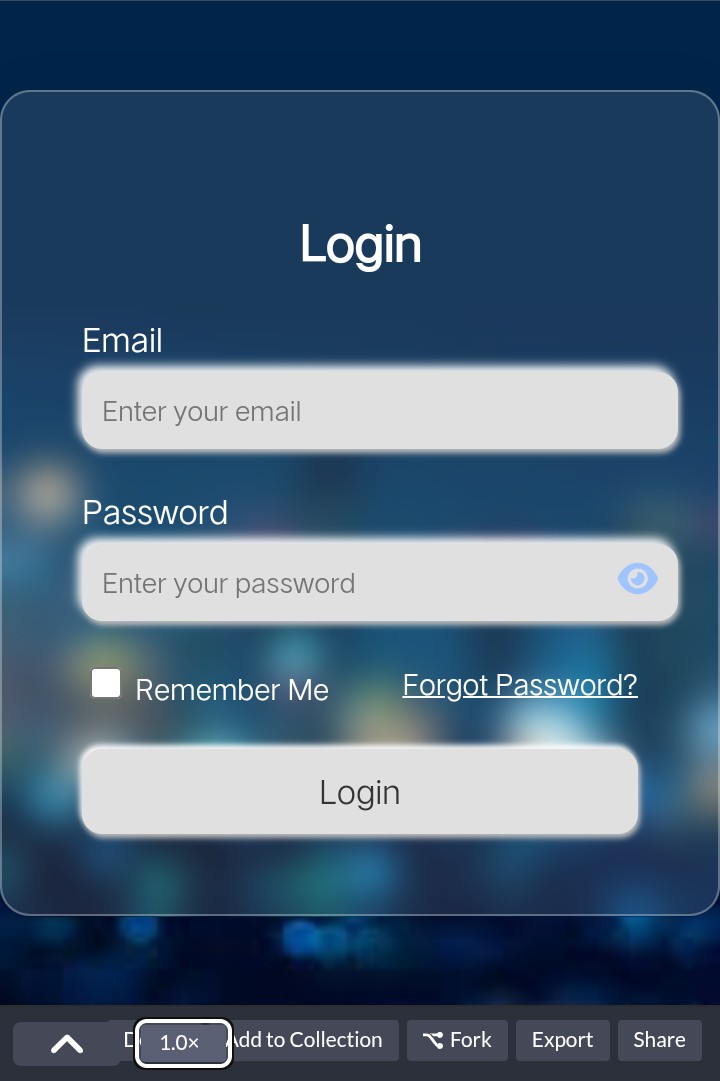 Login
Email
Enter your email
Password
Enter your password
Remember Me Forgot Password?
Login
1.0× Add to Collection Fork Export Share